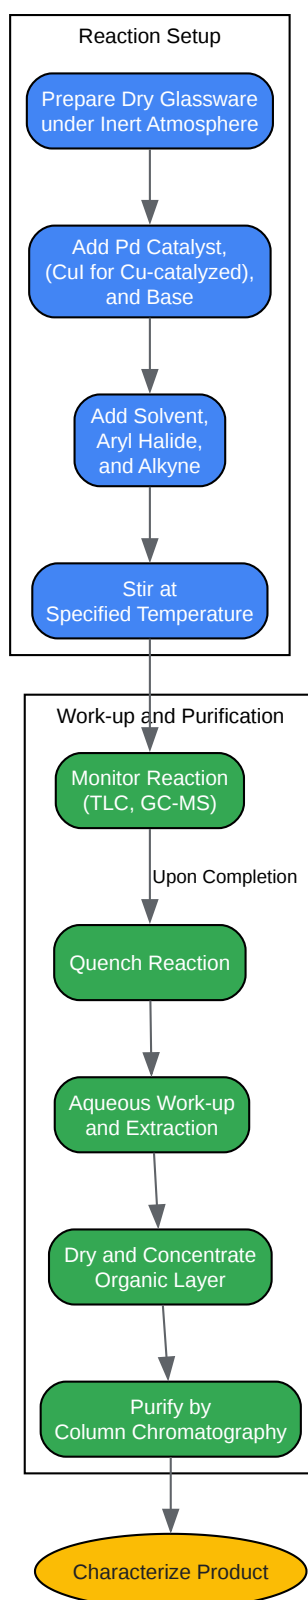 Reaction Setup
Prepare Dry Glassware
under Inert Atmosphere
Add Pd Catalyst,
(CuI for Cu-catalyzed),
and Base
Add Solvent,
Aryl Halide,
and Alkyne
Stir at
Specified Temperature
Work-up and Purification
Monitor Reaction
(TLC, GC-MS)
Upon Completion
Quench Reaction
Aqueous Work-up
and Extraction
Dry and Concentrate
Organic Layer
Purify by
Column Chromatography
Characterize Product